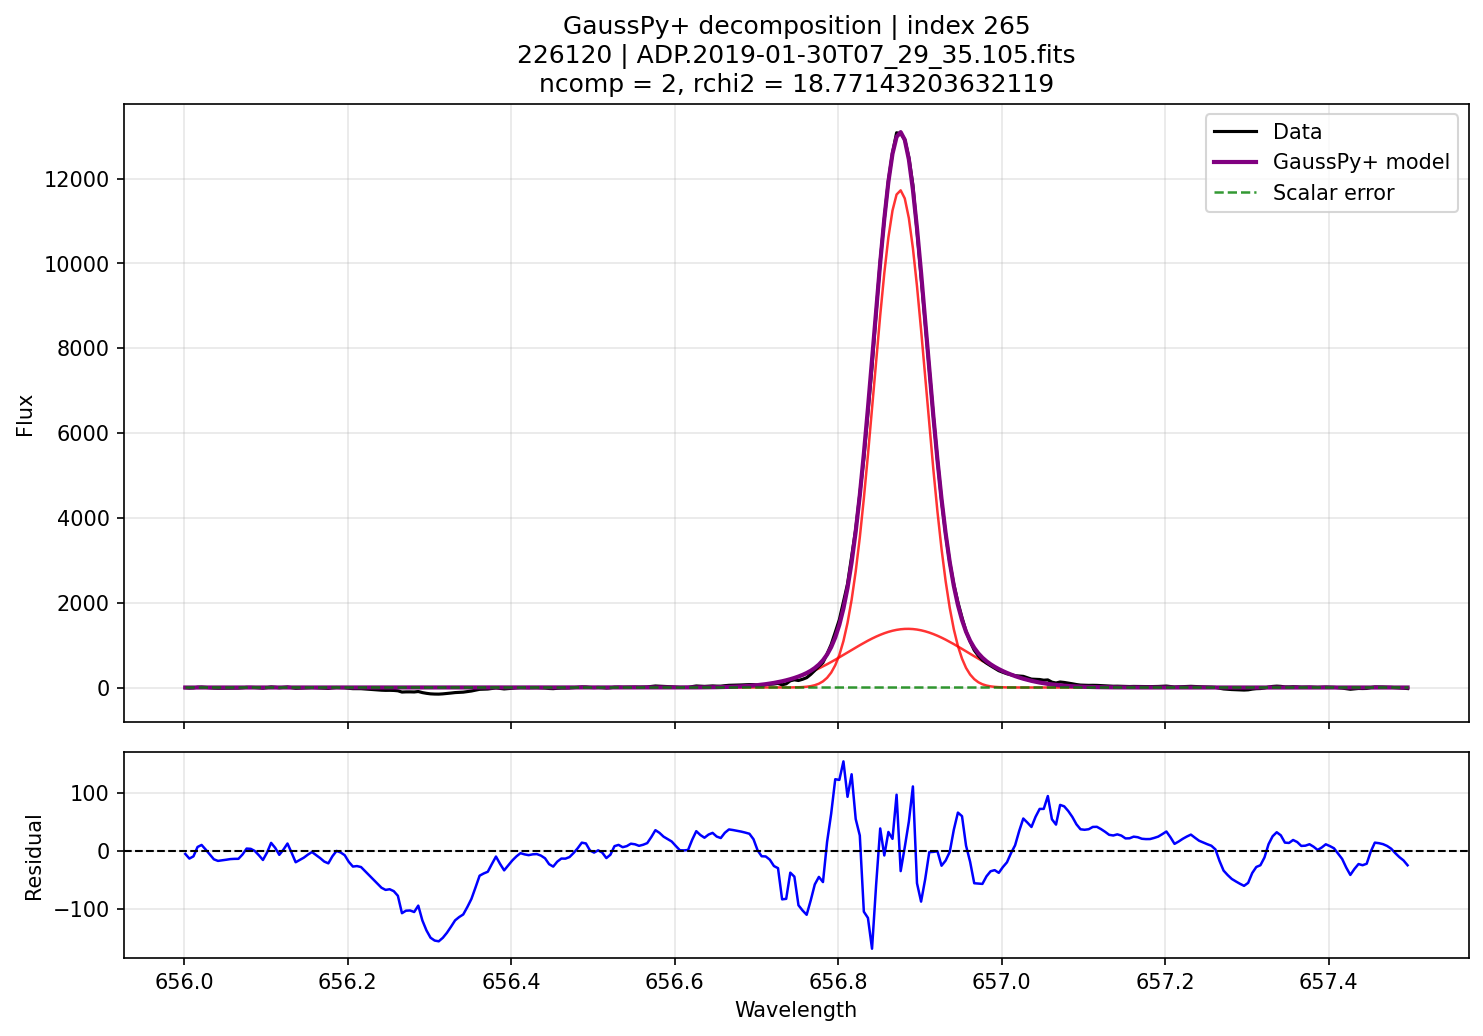 GaussPy+ decomposition | index 265
226120 | ADP.2019-01-30T07_29_35.105.fits
ncomp = 2, rchi2 = 18.77143203632119
Data
GaussPy+ model
Scalar error
Flux
12000
10000
8000
6000
4000
2000
0
Residual
100
0
−100
656.0 656.2 656.4 656.6 656.8 657.0 657.2 657.4
Wavelength